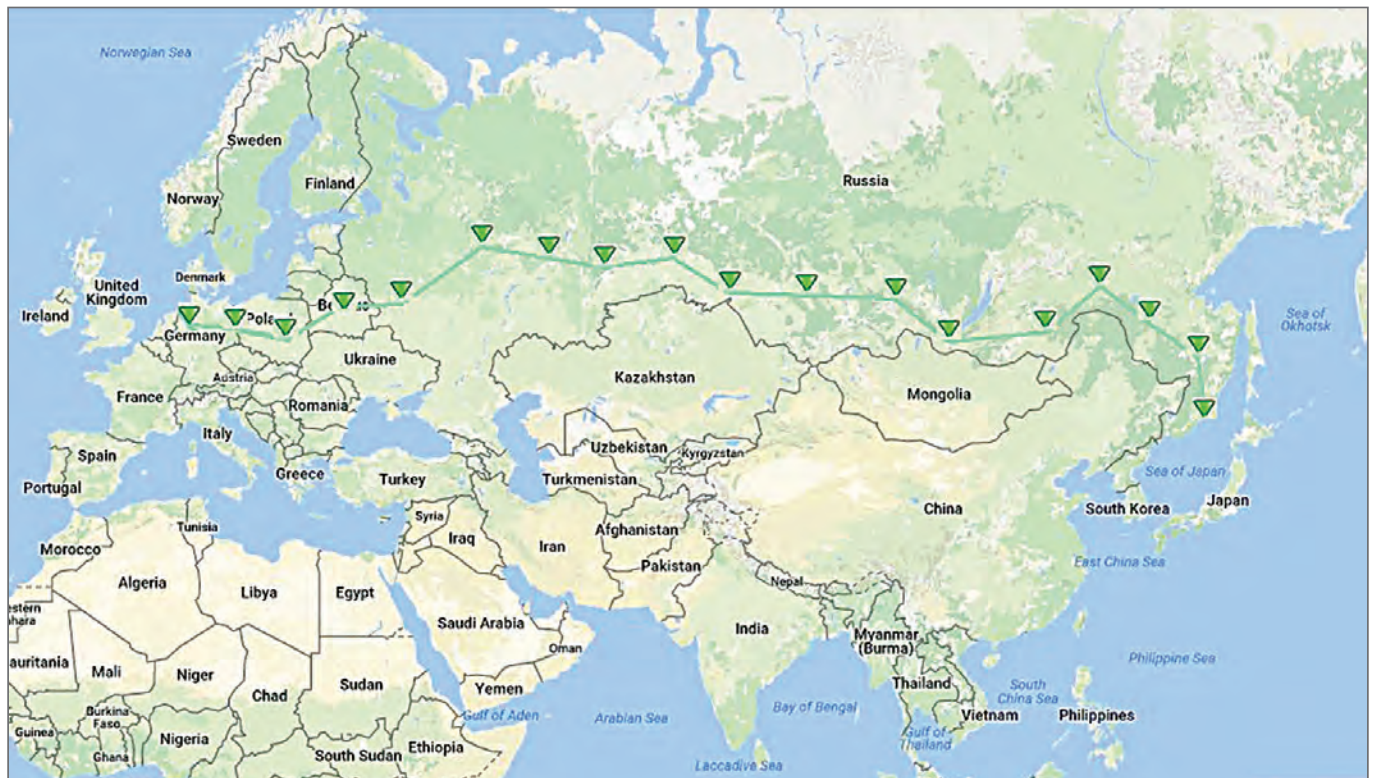 Norwegian Sea
Sweden
Finland
Norway
Russia
Denmark
United
Kingdom
Ireland
Sea of
Okhotsk
Germany
Ukraine
Kazakhstan
Austria
France
Mongolia
Romania
Italy
Uzbekistan
Kyrgyzstan
Spain
Sea of Japan
Greece
Turkey
Turkmenistan
Portugal
Japan
China
South Korea
Syria
Tunisia
Afghanistan
Iraq
Iran
Morocco
East China Sea
Pakistan
Algeria
Nepal
Libya
Egypt
estern
ahara
Saudi Arabia
India
Myanmar
(Burma)
Oman
Philippine Sea
auritania
Mali
Niger
Sudan
Thailand
South
China Sea
Yemen
Chad
Bay of Bengal
Burkina
Faso
Gulf of Aden
Arabian Sea
Vietnam
Philippines
Guinea
Nigeria
Gulf of
Thailand
Ethiopia
Ghana
South Sudan
Laccadive Sea